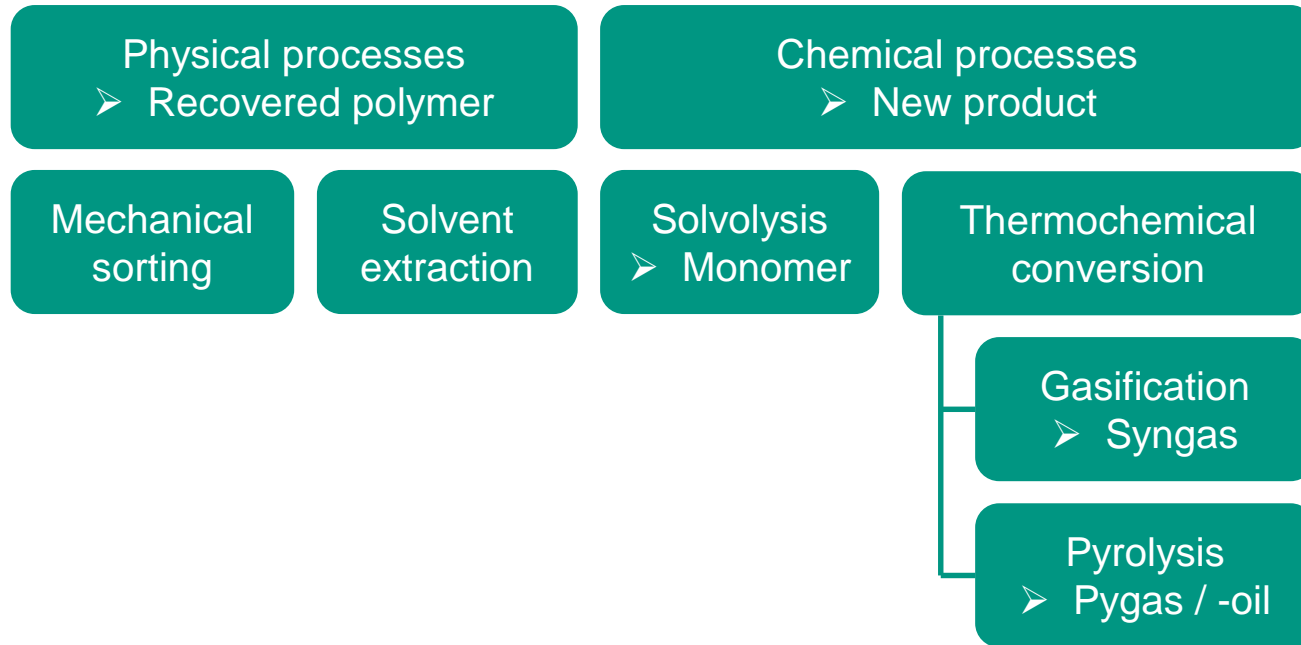 Physical processes
➢ Recovered polymer
Chemical processes
➢ New product
Mechanical
sorting
Solvent
extraction
Solvolysis
➢ Monomer
Thermochemical
conversion
Gasification
➢ Syngas
Pyrolysis
➢ Pygas / -oil